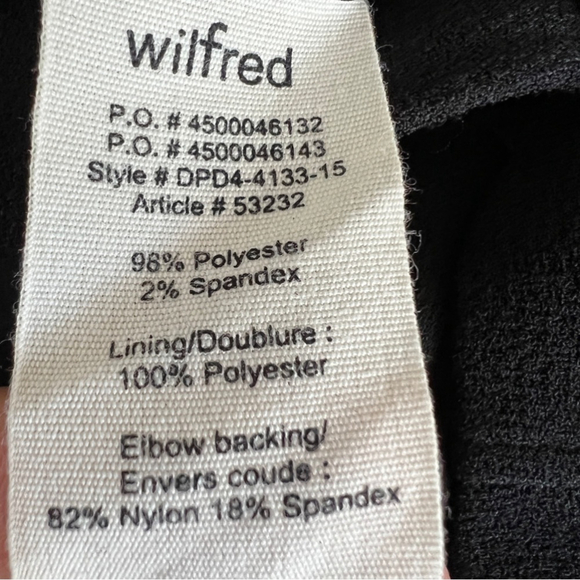 wilfred
P.O. # 4500046132
P.O. # 4500046143
Style # DPD4-4133-15
Article # 53232
98% Polyester
2% Spandex
Lining/Doublure :
100% Polyester
Elbow backing/
Envers coude :
82% Nylon 18% Spandex